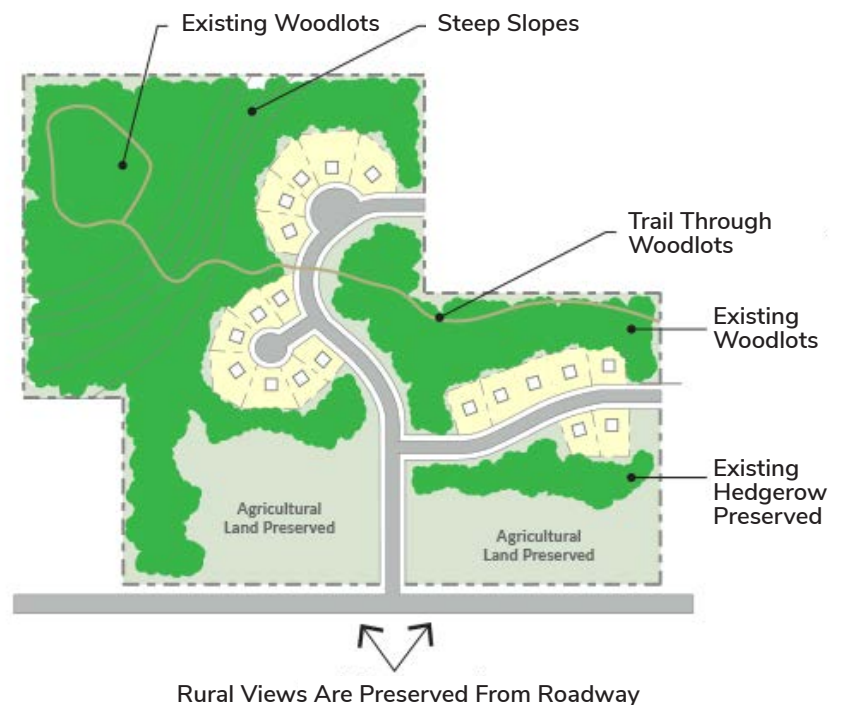 Existing Woodlots
Steep Slopes
Trail Through
Woodlots
Existing
Woodlots
Existing
Hedgerow
Preserved
Agricultural
Land Preserved
Agricultural
Land Preserved
Rural Views Are Preserved From Roadway